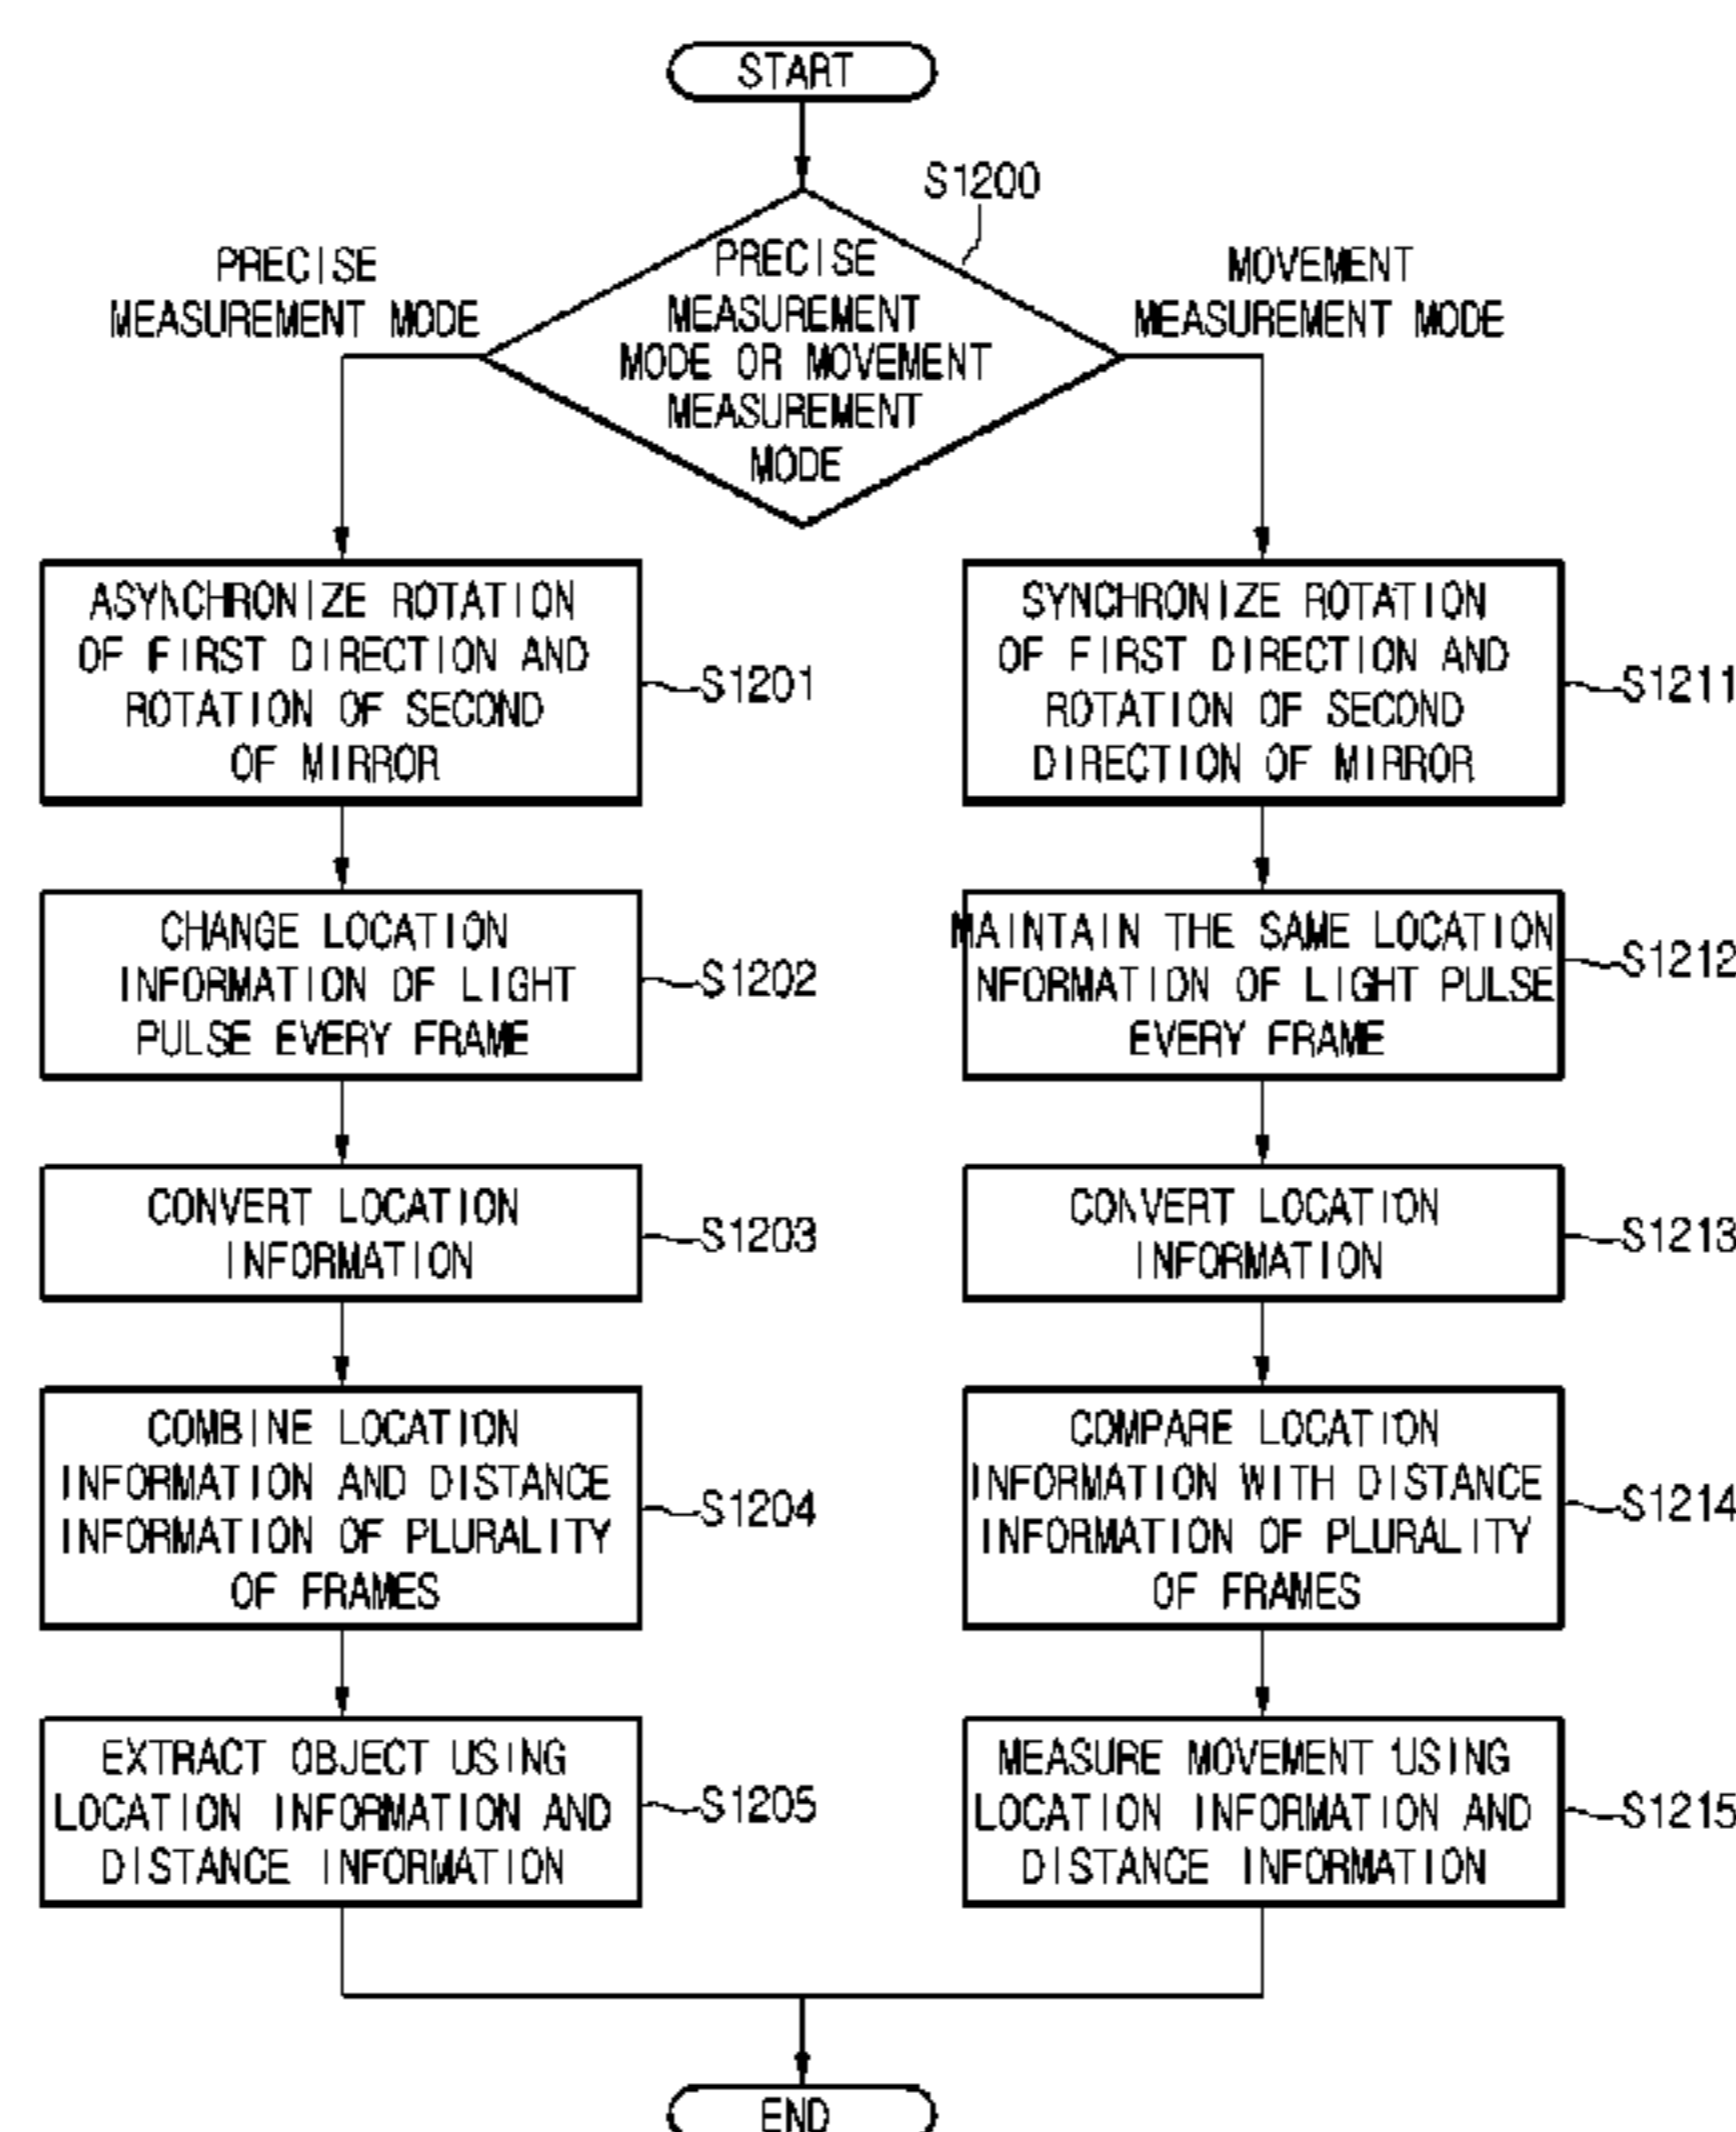 START
S1200
PRECISE
MEASUREMENT MODE
PRECISE
MEASUREMENT
MODE OR MOVEMENT
MEASUREMENT
MODE
MOVEMENT
MEASUREMENT MODE
ASYNCHRONIZE ROTATION
OF FIRST DIRECTION AND
ROTATION OF SECOND
OF MIRROR
S1201
SYNCHRONIZE ROTATION
OF FIRST DIRECTION AND
ROTATION OF SECOND
DIRECTION OF MIRROR
S1211
CHANGE LOCATION
INFORMATION OF LIGHT
PULSE EVERY FRAME
S1202
MAINTAIN THE SAME LOCATION
NFORMATION OF LIGHT PULSE
EVERY FRAME
S1212
CONVERT LOCATION
INFORMATION
S1203
CONVERT LOCATION
INFORMATION
S1213
COMBINE LOCATION
INFORMATION AND DISTANCE
INFORMATION OF PLURALITY
OF FRAMES
S1204
COMPARE LOCATION
INFORMATION WITH DISTANCE
INFORMATION OF PLURALITY
OF FRAMES
S1214
EXTRACT OBJECT USING
LOCATION INFORMATION AND
DISTANCE INFORMATION
S1205
MEASURE MOVEMENT USING
LOCATION INFORMATION AND
DISTANCE INFORMATION
S1215
END